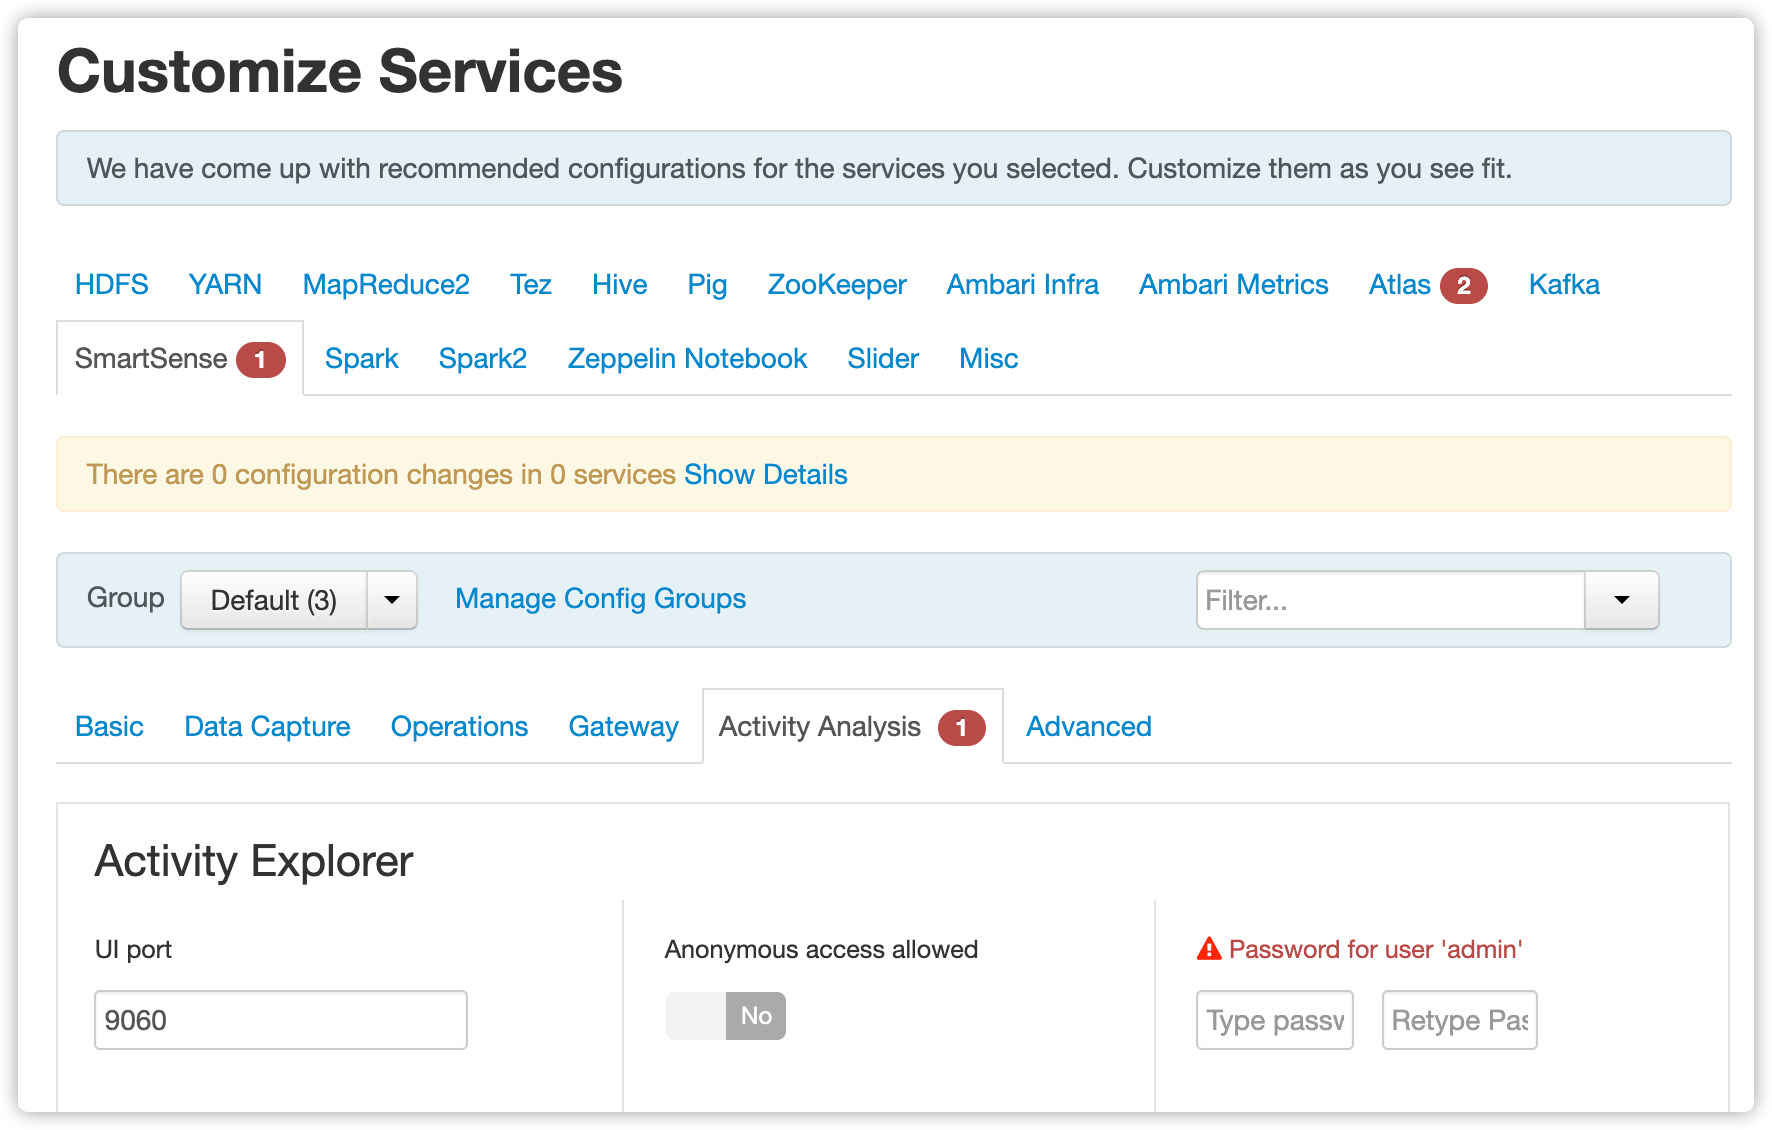 Customize Services
We have come up with recommended configurations for the services you selected. Customize them as you see fit.
HDFS YARN MapReduce2 Tez Hive Pig ZooKeeper Ambari Infra Ambari Metrics Atlas 2 Kafka
SmartSense 1 Spark Spark2 Zeppelin Notebook Slider Misc
There are 0 configuration changes in 0 services Show Details
Group Default (3) Manage Config Groups Filter...
Basic Data Capture Operations Gateway Activity Analysis 1 Advanced
Activity Explorer
UI port Anonymous access allowed Password for user 'admin'
9060 No Type passw Retype Pas